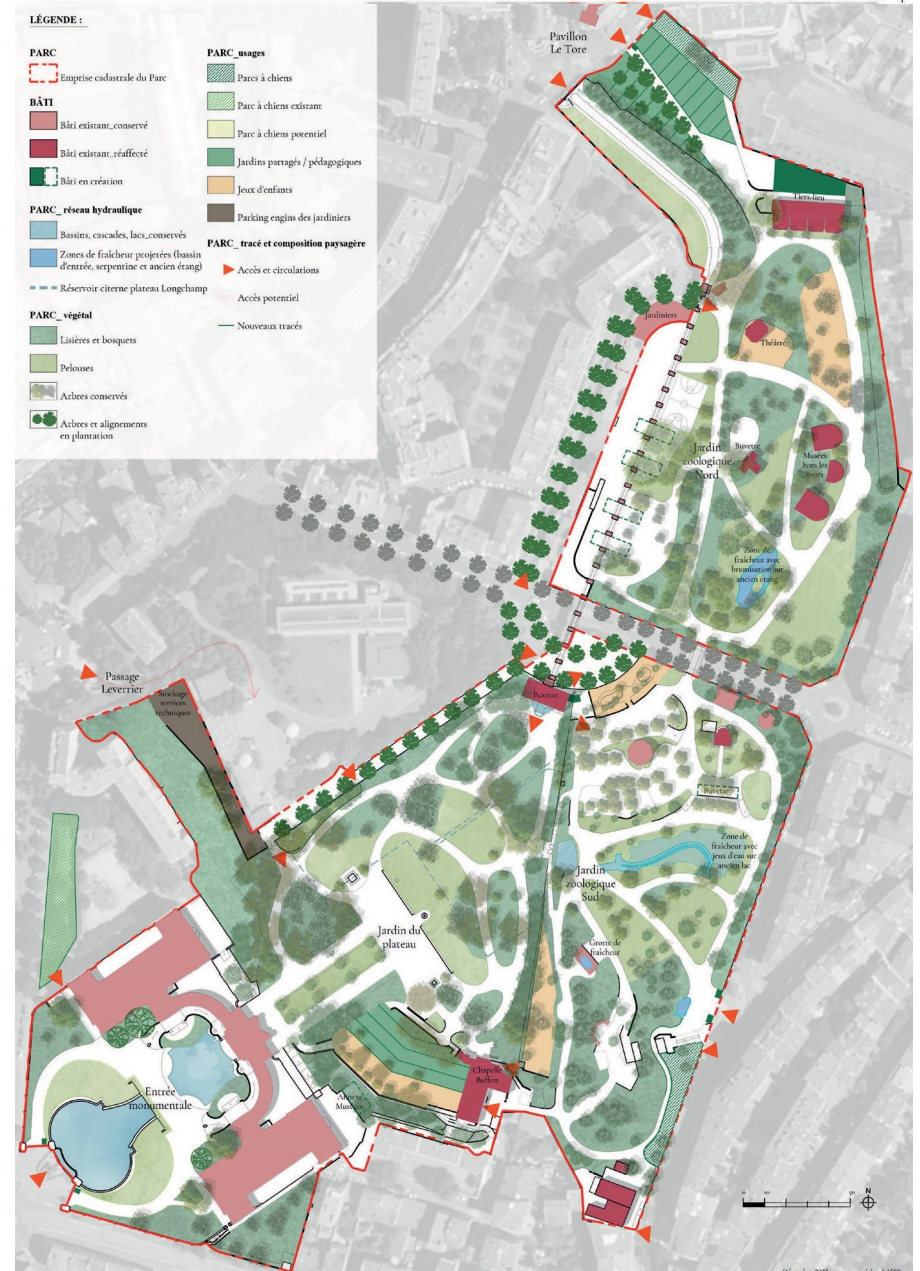 LÉGENDE :
PARC
Emprise cadastrale du Parc
BÂTI
Bâti existant_conservé
Bâti existant_réaffecté
Bâti en création
PARC_ réseau hydraulique
Bassins, cascades, lacs_conservés
Zones de fraîcheur projetées (bassin
d'entrée, serpentine et ancien étang)
Réservoir citerne plateau Longchamp
PARC_ végétal
Lisières et bosquets
Pelouses
Arbres conservés
Arbres et alignements
en plantation
PARC_usages
Parcs à chiens
Parc à chiens existant
Parc à chiens potentiel
Jardins partagés / pédagogiques
Jeux d'enfants
Parking engins des jardiniers
PARC_ tracé et composition paysagère
Accès et circulations
Accès potentiel
Nouveaux tracés
Pavillon
Le Tore
Tiers-lieu
Jardiniers
Théâtre
Jardin
zoologique
Nord
Buvette
Musées
hors les
murs
Zone de
fraîcheur avec
brumisation sur
ancien étang
Passage
Leverrier
Stockage
services
techniques
Buvette
Buvette
Zone de
fraîcheur avec
jeux d'eau sur
ancien lac
Jardin
zoologique
Sud
Jardin du
plateau
Grotte de
fraîcheur
Chapelle
Buffon
Annexe
Muséum
Entrée
monumentale
0 10 50
N